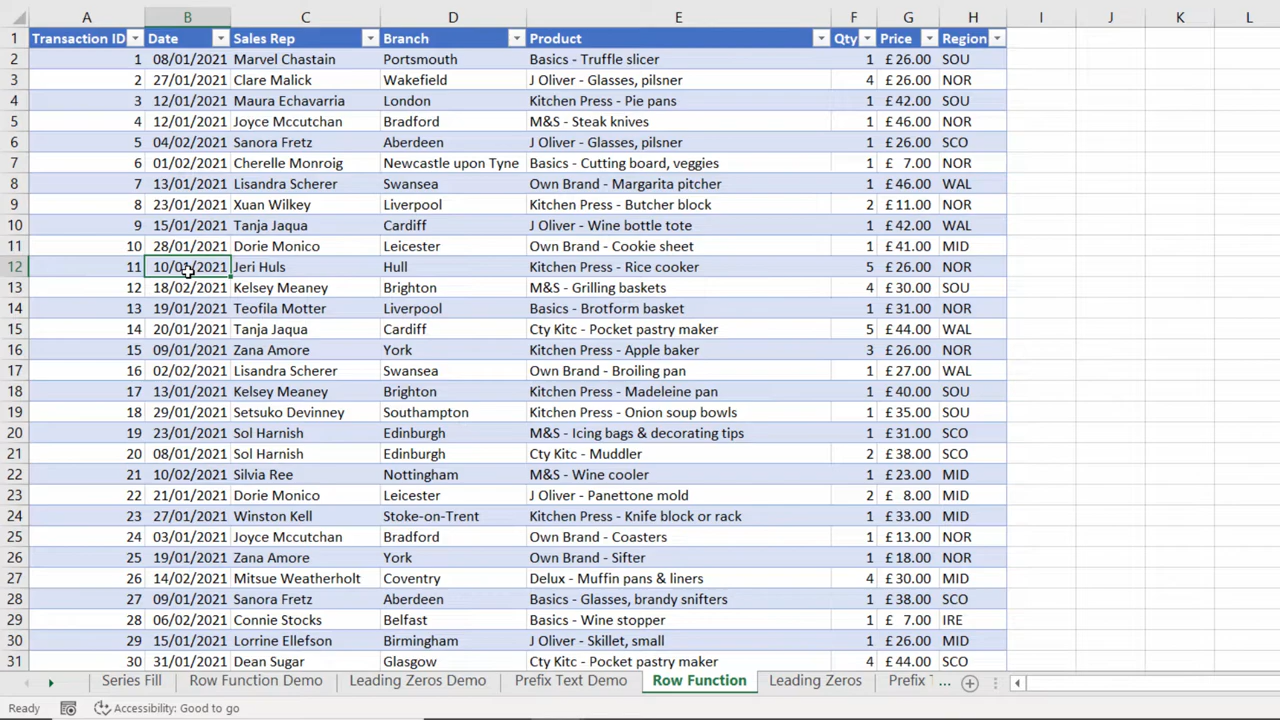 A B C D E F G H I J K L
1 Transaction ID Date Sales Rep Branch Product Qty Price Region
2 1 08/01/2021 Marvel Chastain Portsmouth Basics - Truffle slicer 1 £ 26.00 SOU
3 2 27/01/2021 Clare Malick Wakefield J Oliver - Glasses, pilsner 4 £ 26.00 NOR
4 3 12/01/2021 Maura Echavarria London Kitchen Press - Pie pans 1 £ 42.00 SOU
5 4 12/01/2021 Joyce Mccutchan Bradford M&S - Steak knives 1 £ 46.00 NOR
6 5 04/02/2021 Sanora Fretz Aberdeen J Oliver - Glasses, pilsner 1 £ 26.00 SCO
7 6 01/02/2021 Cherelle Monroig Newcastle upon Tyne Basics - Cutting board, veggies 1 £ 7.00 NOR
8 7 13/01/2021 Lisandra Scherer Swansea Own Brand - Margarita pitcher 1 £ 46.00 WAL
9 8 23/01/2021 Xuan Wilkey Liverpool Kitchen Press - Butcher block 2 £ 11.00 NOR
10 9 15/01/2021 Tanja Jaqua Cardiff J Oliver - Wine bottle tote 1 £ 42.00 WAL
11 10 28/01/2021 Dorie Monico Leicester Own Brand - Cookie sheet 1 £ 41.00 MID
12 11 Jeri Huls Hull Kitchen Press - Rice cooker 5 £ 26.00 NOR
13 12 18/02/2021 Kelsey Meaney Brighton M&S - Grilling baskets 4 £ 30.00 SOU
14 13 19/01/2021 Teofila Motter Liverpool Basics - Brotform basket 1 £ 31.00 NOR
15 14 20/01/2021 Tanja Jaqua Cardiff Cty Kitc - Pocket pastry maker 5 £ 44.00 WAL
16 15 09/01/2021 Zana Amore York Kitchen Press - Apple baker 3 £ 26.00 NOR
17 16 02/02/2021 Lisandra Scherer Swansea Own Brand - Broiling pan 1 £ 27.00 WAL
18 17 13/01/2021 Kelsey Meaney Brighton Kitchen Press - Madeleine pan 1 £ 40.00 SOU
19 18 29/01/2021 Setsuko Devinney Southampton Kitchen Press - Onion soup bowls 1 £ 35.00 SOU
20 19 23/01/2021 Sol Harnish Edinburgh M&S - Icing bags & decorating tips 1 £ 31.00 SCO
21 20 08/01/2021 Sol Harnish Edinburgh Cty Kitc - Muddler 2 £ 38.00 SCO
22 21 10/02/2021 Silvia Ree Nottingham M&S - Wine cooler 1 £ 23.00 MID
23 22 21/01/2021 Dorie Monico Leicester J Oliver - Panettone mold 2 £ 8.00 MID
24 23 27/01/2021 Winston Kell Stoke-on-Trent Kitchen Press - Knife block or rack 1 £ 33.00 MID
25 24 03/01/2021 Joyce Mccutchan Bradford Own Brand - Coasters 1 £ 13.00 NOR
26 25 19/01/2021 Zana Amore York Own Brand - Sifter 1 £ 18.00 NOR
27 26 14/02/2021 Mitsue Weatherholt Coventry Delux - Muffin pans & liners 4 £ 30.00 MID
28 27 09/01/2021 Sanora Fretz Aberdeen Basics - Glasses, brandy snifters 1 £ 38.00 SCO
29 28 06/02/2021 Connie Stocks Belfast Basics - Wine stopper 1 £ 7.00 IRE
30 29 15/01/2021 Lorrine Ellefson Birmingham J Oliver - Skillet, small 1 £ 26.00 MID
31 30 31/01/2021 Dean Sugar Glasgow Cty Kitc - Pocket pastry maker 4 £ 44.00 SCO
Series Fill Row Function Demo Leading Zeros Demo Prefix Text Demo Row Function Leading Zeros Prefix ...
Ready Accessibility: Good to go